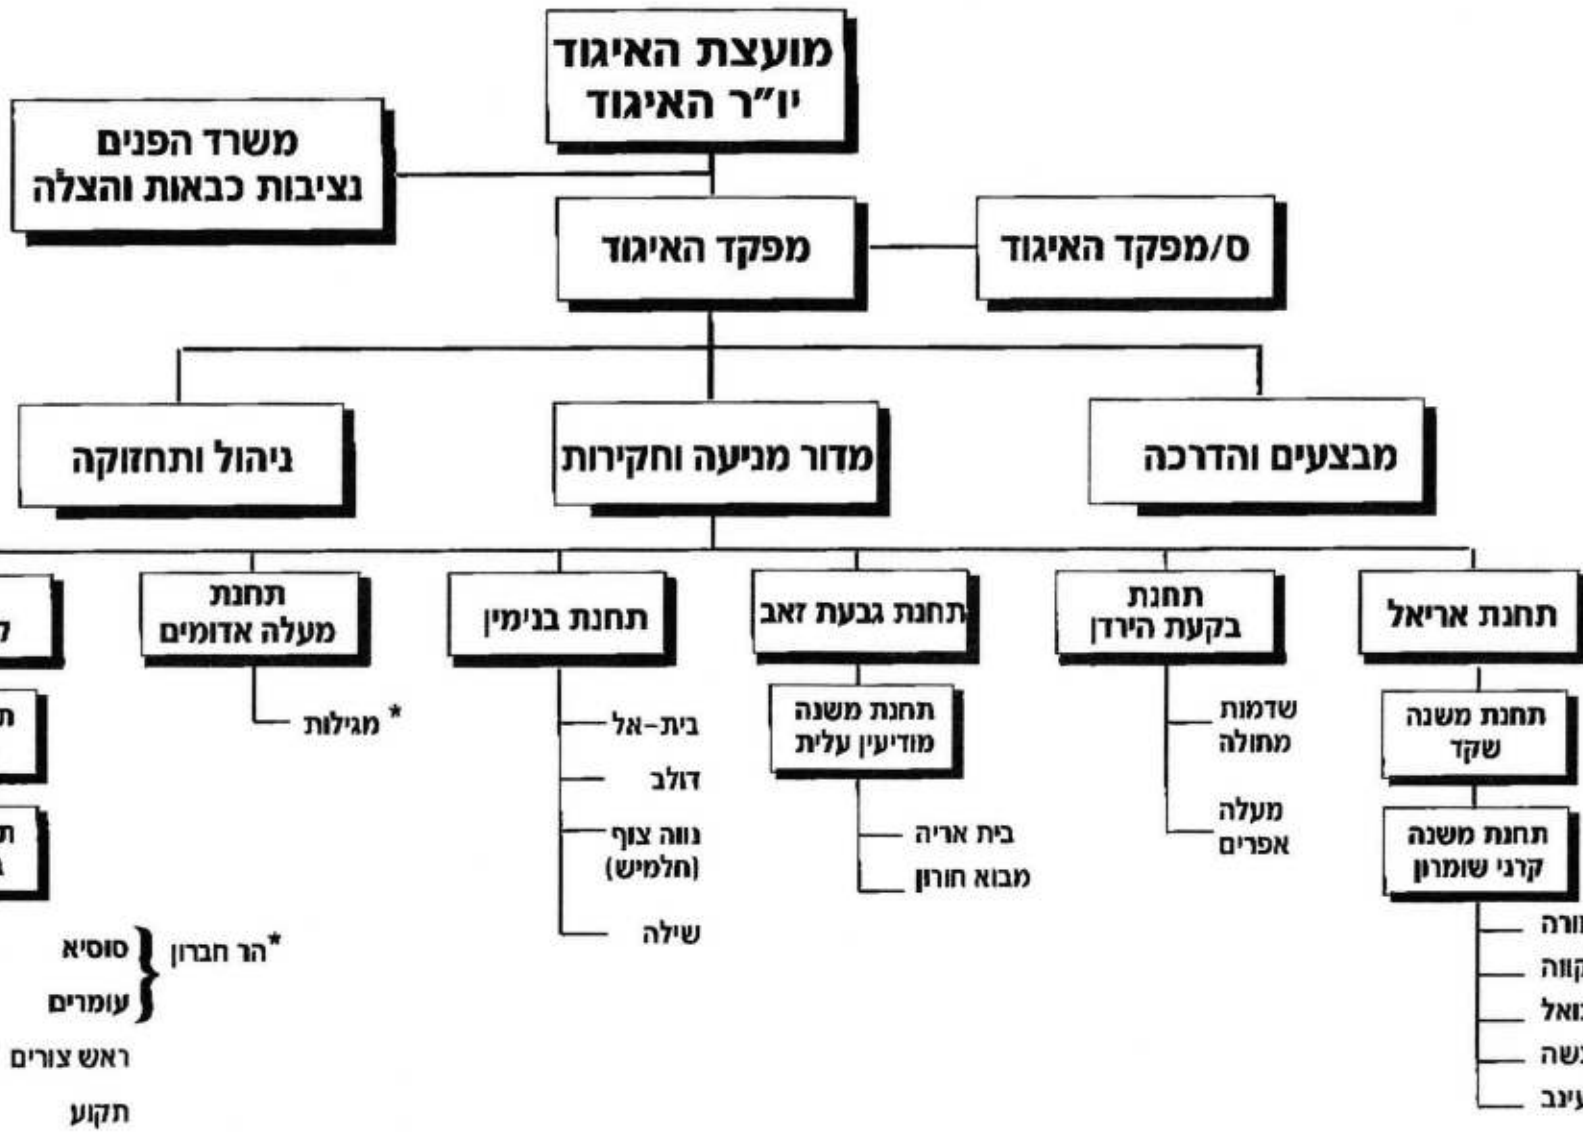 מועצת האיגוד
יו"ר האיגוד
משרד הפנים
נציבות כבאות והצלה
ס/מפקד האיגוד
מפקד האיגוד
מבצעים והדרכה
מדור מניעה וחקירות
ניהול ותחזוקה
תחנת אריאל
תחנת משנה
שקד
תחנת משנה
קרני שומרון
תחנת
בקעת הירדן
שדמות
מחולה
מעלה
אפרים
תחנת גבעת זאב
תחנת משנה
מודיעין עלית
בית אריה
מבוא חורון
תחנת בנימין
בית-אל
דולב
נווה צוף
(חלמיש)
שילה
תחנת
מעלה אדומים
* מגילות
*הר חברון
סוסיא
עומרים
ראש צורים
תקוע